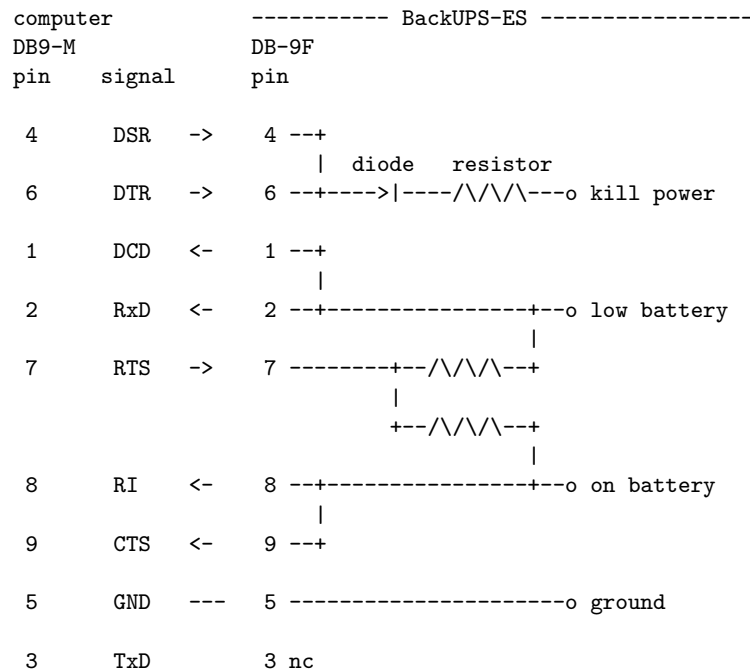 computer           ----------- BackUPS-ES -----------------
DB9-M              DB-9F
pin    signal      pin

 4      DSR   ->    4 --+
                        |  diode   resistor
 6      DTR   ->    6 --+---->|----/\/\/\---o kill power

 1      DCD   <-    1 --+
                        |
 2      RxD   <-    2 --+----------------+--o low battery
                                         |
 7      RTS   ->    7 --------+--/\/\/\--+
                              |
                              +--/\/\/\--+
                                         |
 8      RI    <-    8 --+----------------+--o on battery
                        |
 9      CTS   <-    9 --+

 5      GND   ---   5 ----------------------o ground

 3      TxD         3 nc